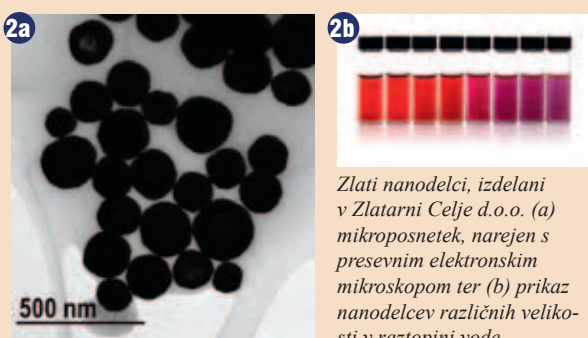 2a
2b
500 nm
Zlati nanodelci, izdelani
v Zlatarni Celje d.o.o. (a)
mikroposnetek, narejen s
presevnim elektronskim
mikroskopom ter (b) prikaz
nanodelcev različnih veliko-
sti v raztopini vode